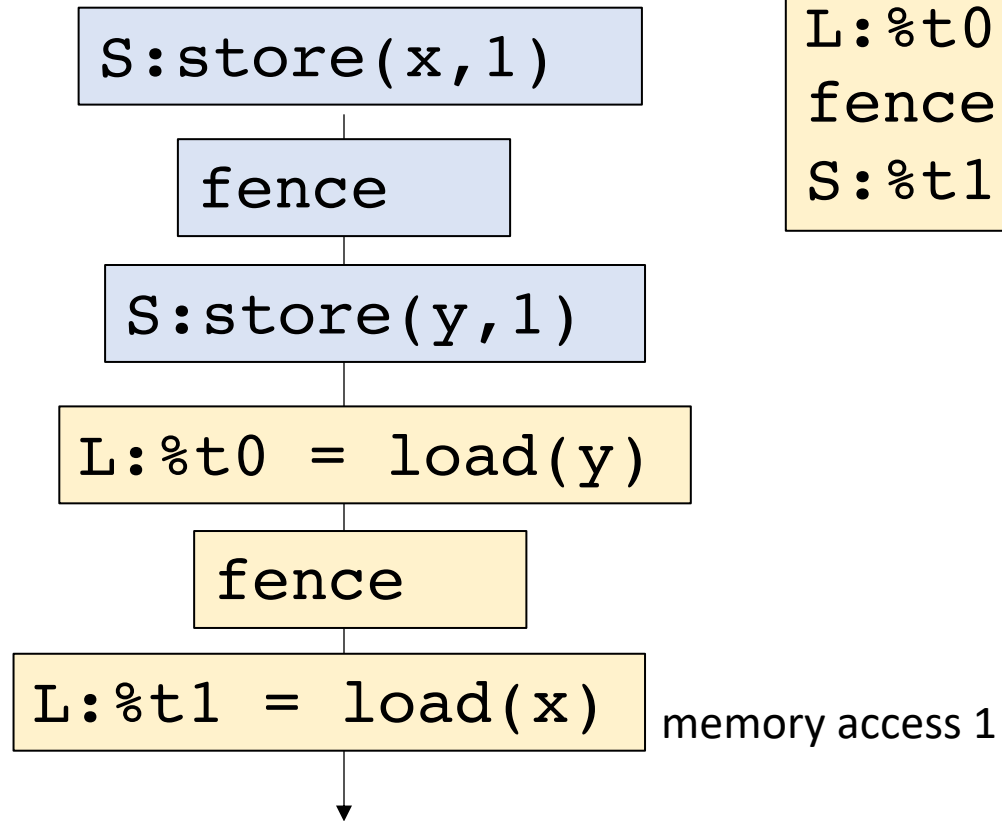 S:store(x,1)
fence
S:store(y,1)
L:%t0 = load(y)
fence
L:%t1 = load(x)
memory access 1
L:%t0
fence
S:%t1